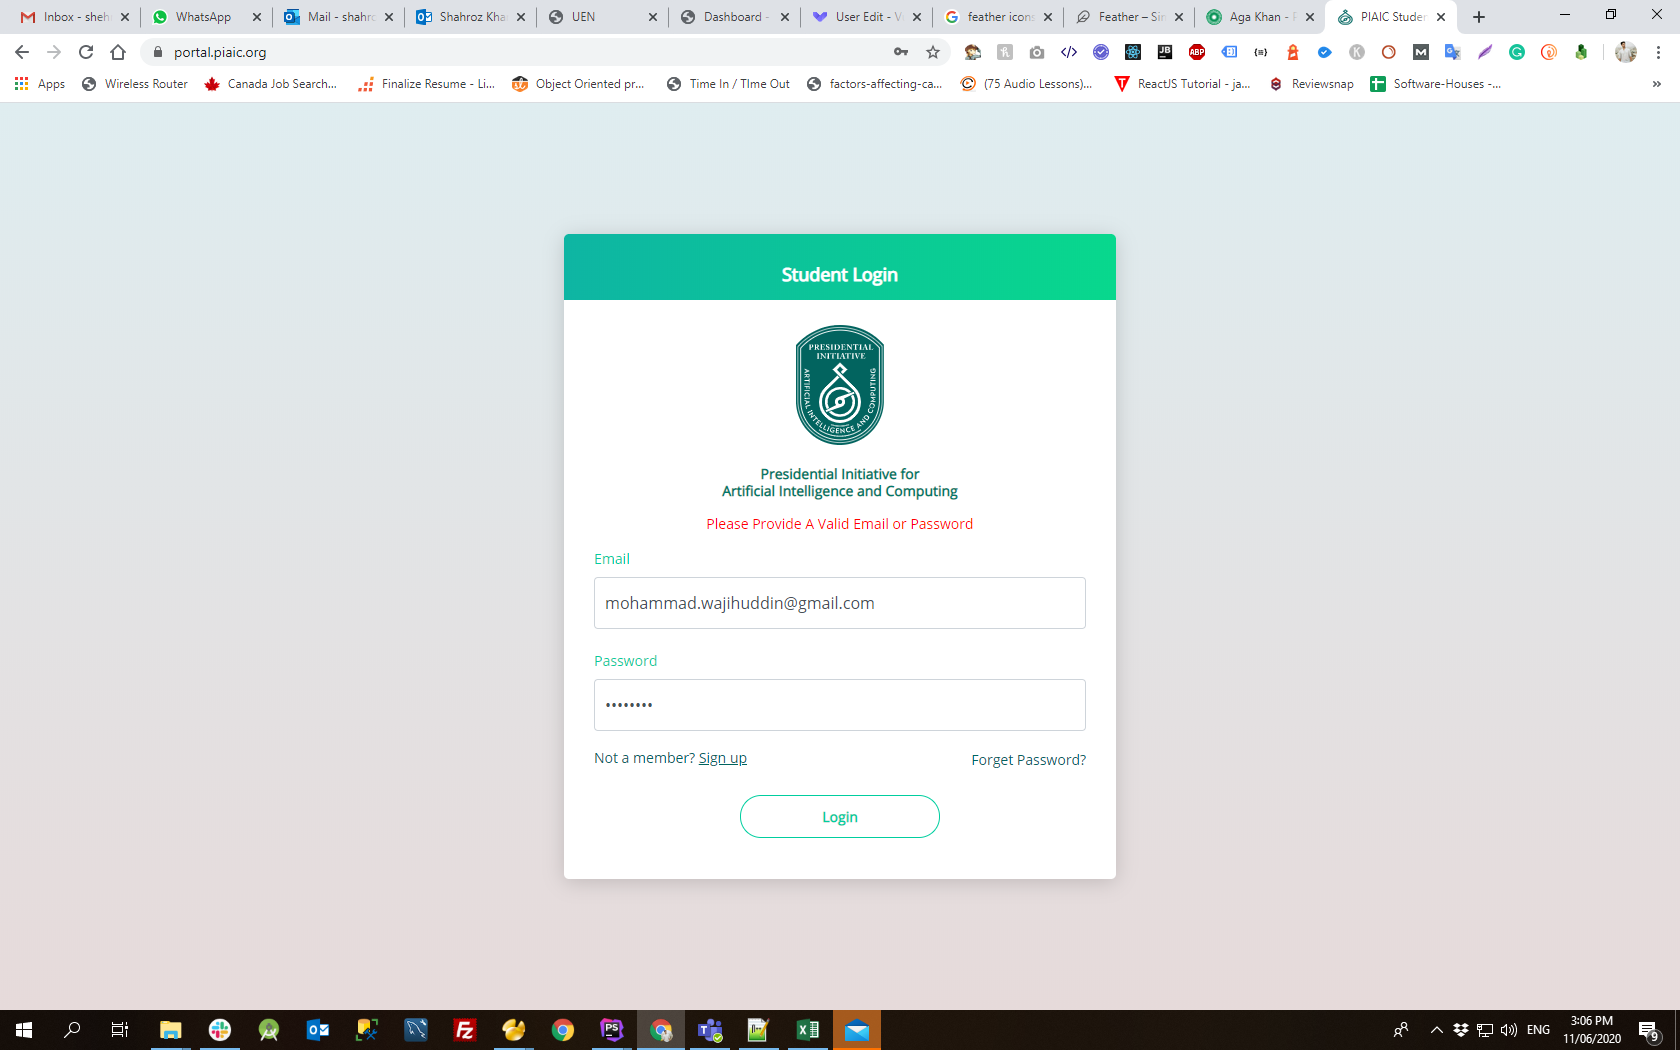 Inbox - sheh
WhatsApp
Mail - shahro
Shahroz Kha
UEN
Dashboard -
User Edit - V
feather icons
Feather – Sim
Aga Khan - P
PIAIC Studen
portal.piaic.org
Apps
Wireless Router
Canada Job Search...
Finalize Resume - Li...
Object Oriented pr...
Time In / TIme Out
factors-affecting-ca...
(75 Audio Lessons)...
ReactJS Tutorial - ja...
Reviewsnap
Software-Houses -...
Student Login
PRESIDENTIAL
INITIATIVE
ARTIFICIAL INTELLIGENCE AND COMPUTING
Presidential Initiative for
Artificial Intelligence and Computing
Please Provide A Valid Email or Password
Email
mohammad.wajihuddin@gmail.com
Password
••••••••
Not a member? Sign up
Forget Password?
Login
ENG
3:06 PM
11/06/2020
9